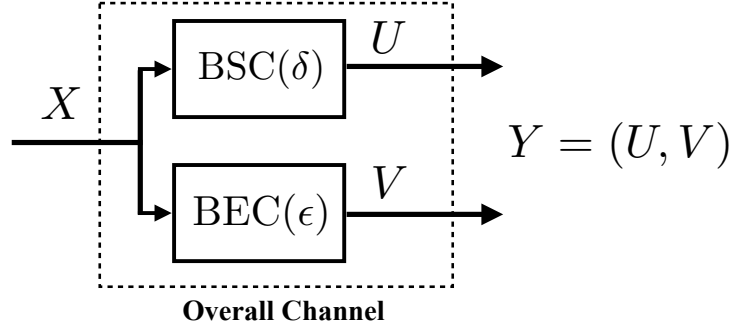 X
BSC(δ)
U
Y = (U, V)
BEC(ϵ)
V
Overall Channel